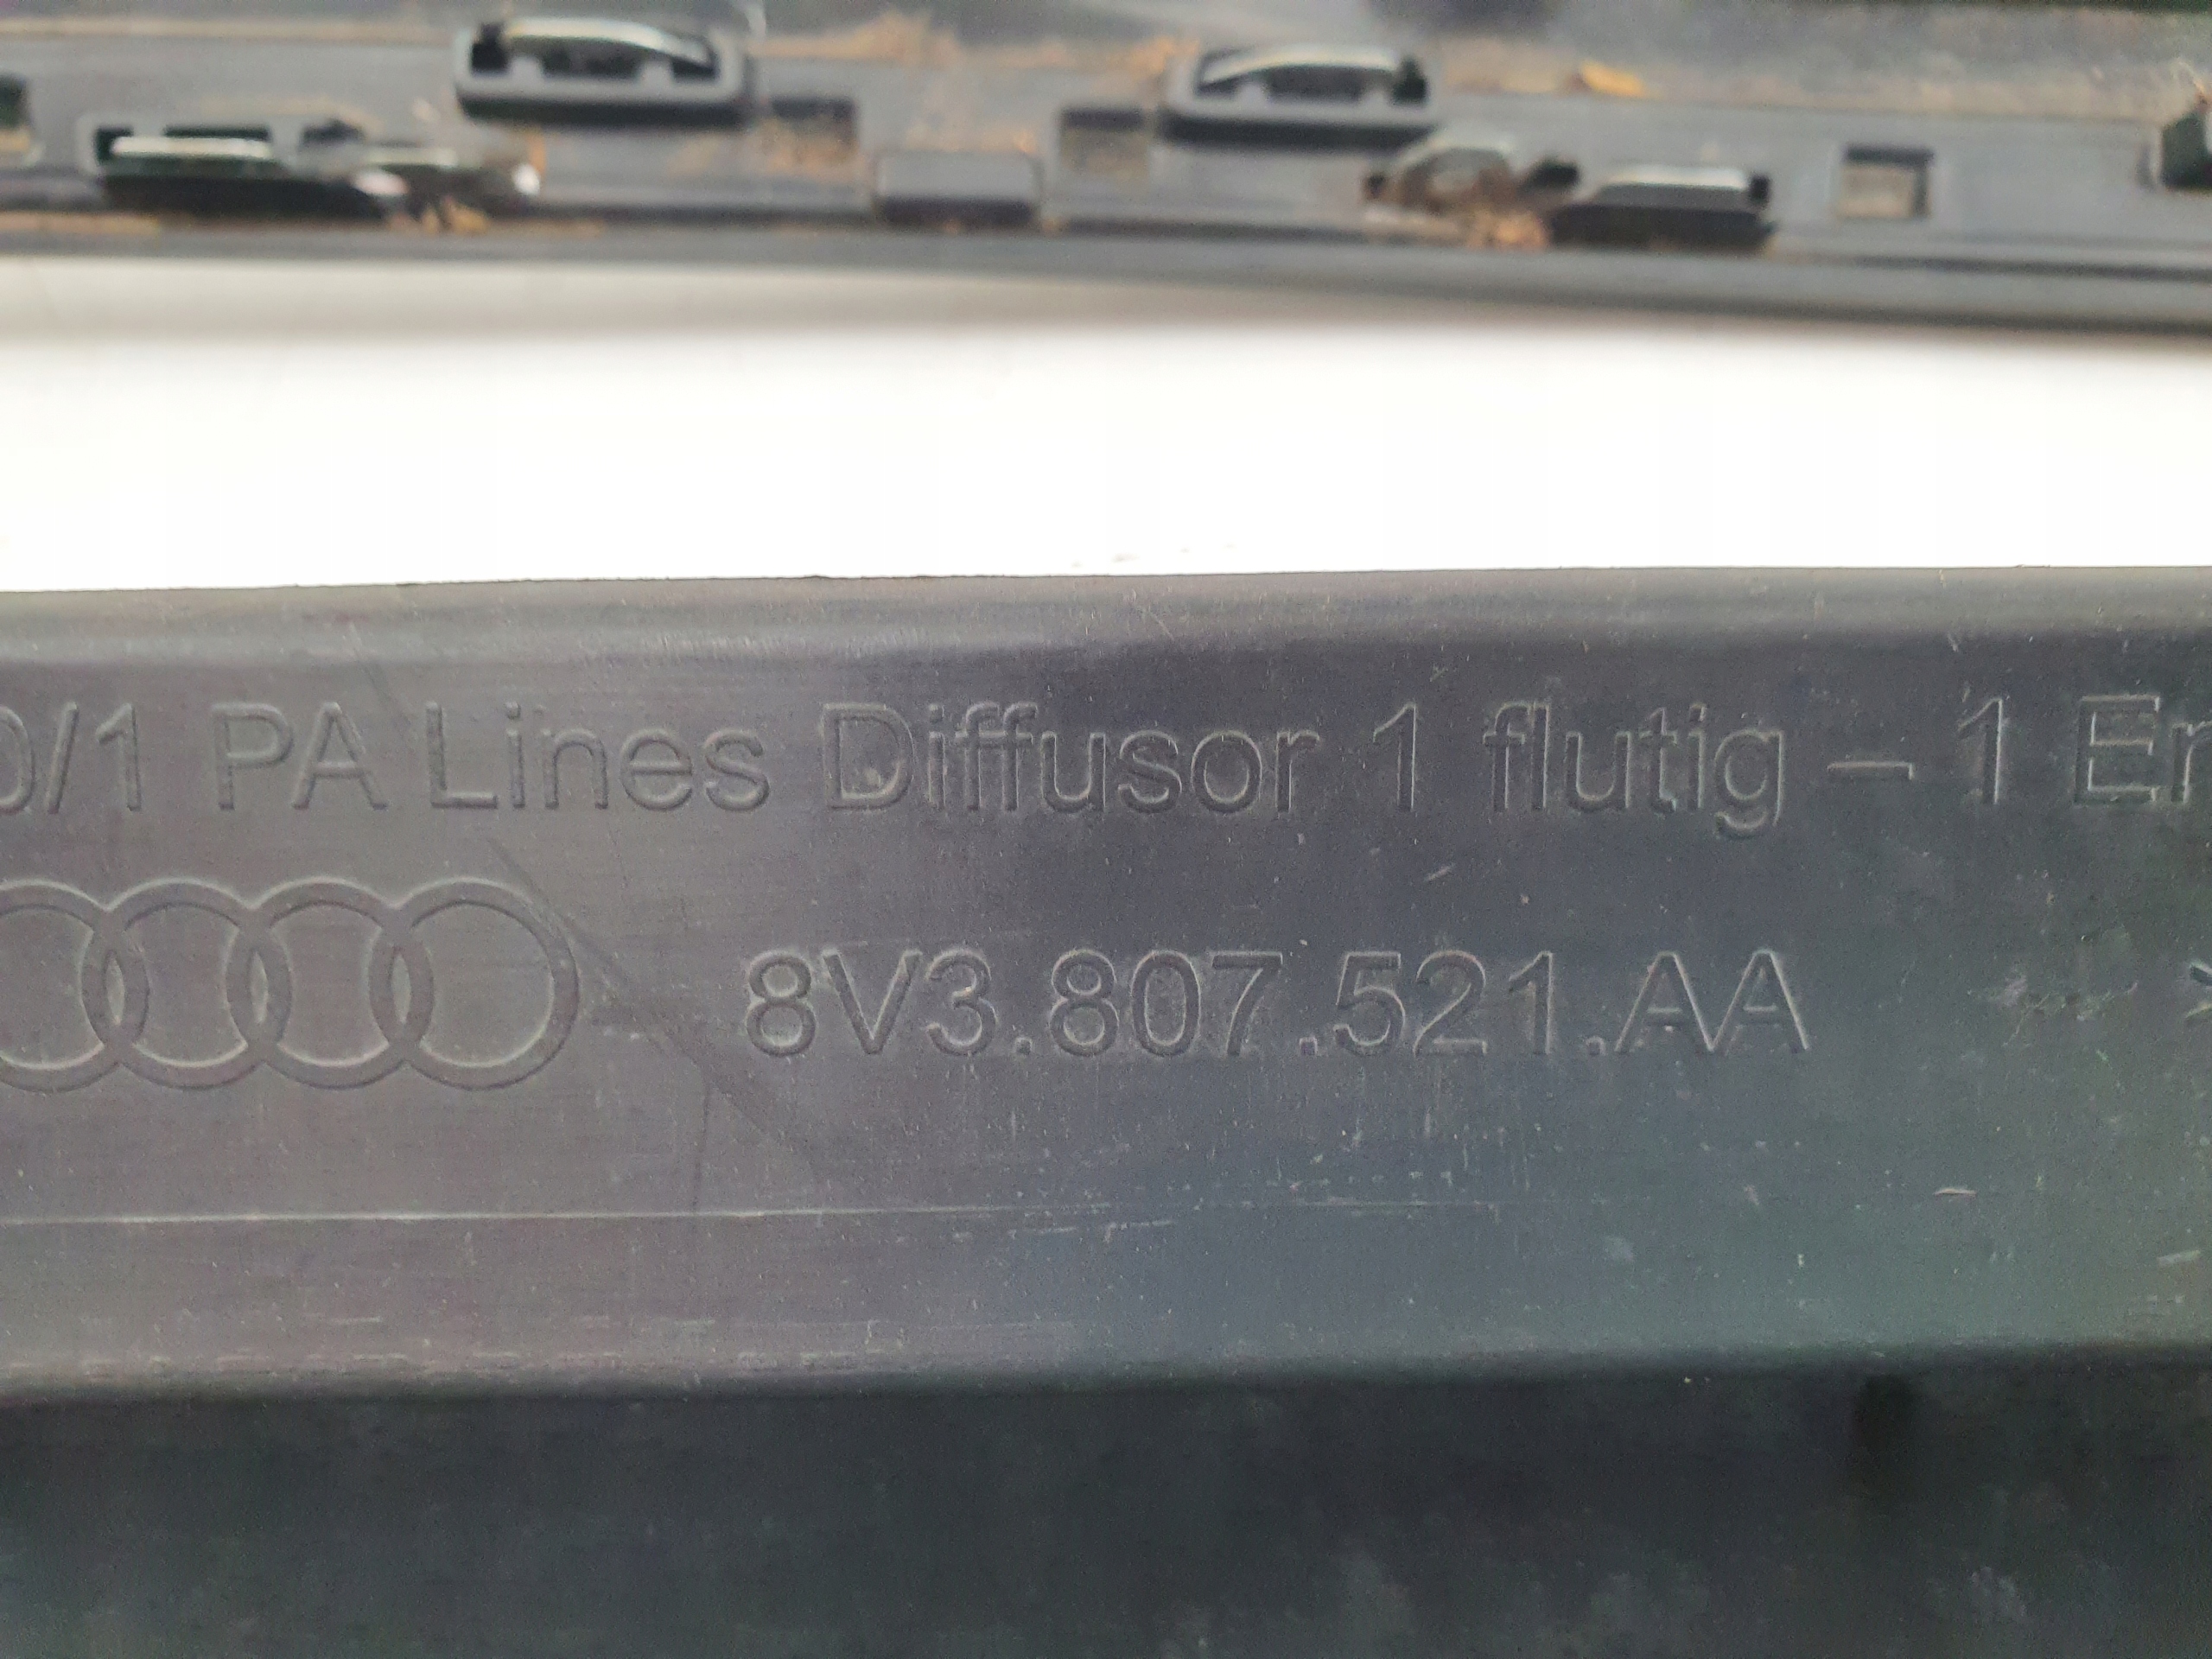 0/1 PA Lines Diffusor 1 flutig – 1 Er
8V3.807.521.AA